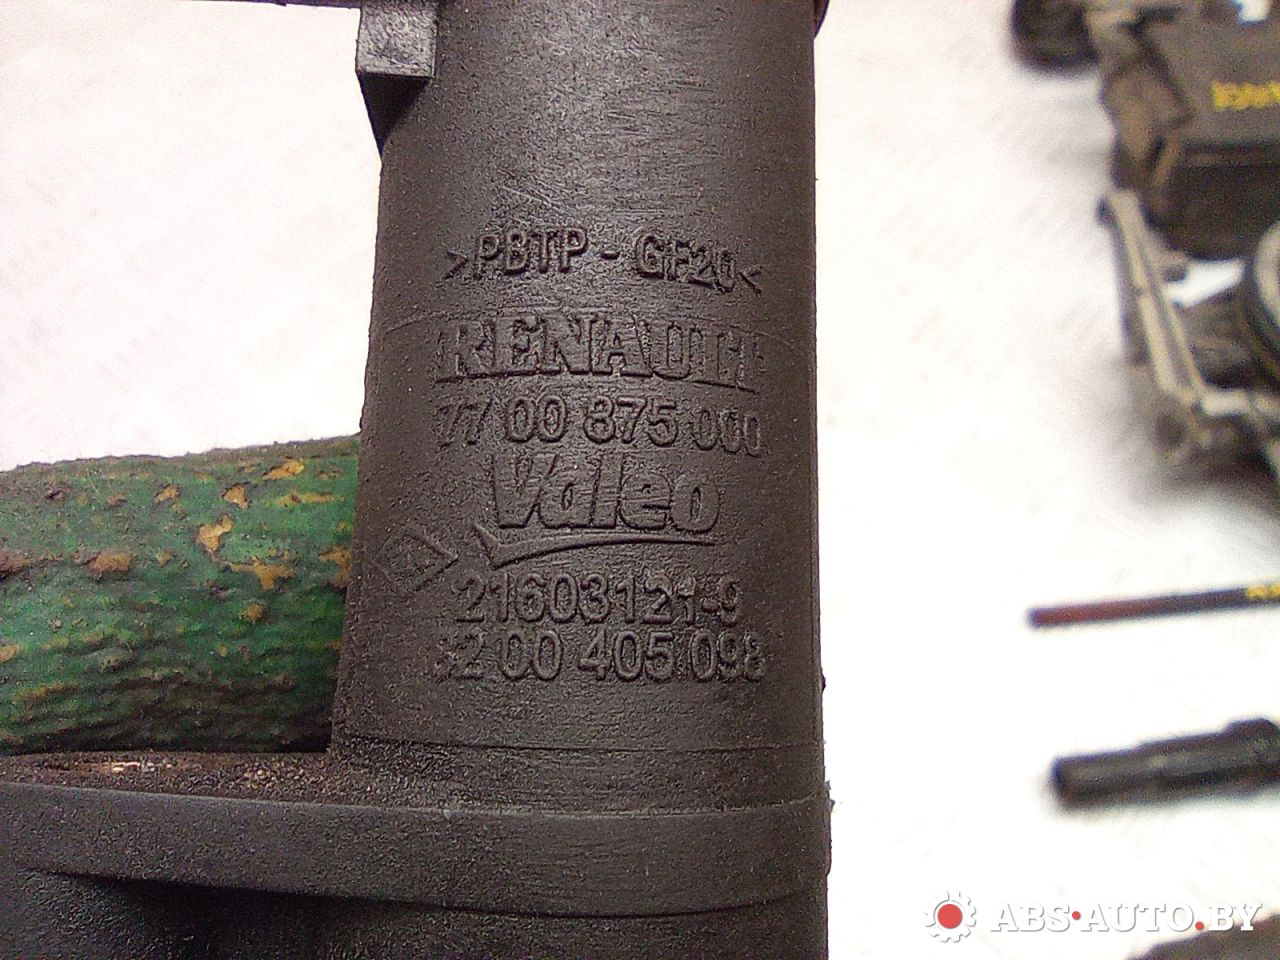 >PBTP - GF20<
RENAULT
77 00 875 000
Valeo
21603121-9
82 00 405 098
ABS-AUTO.BY